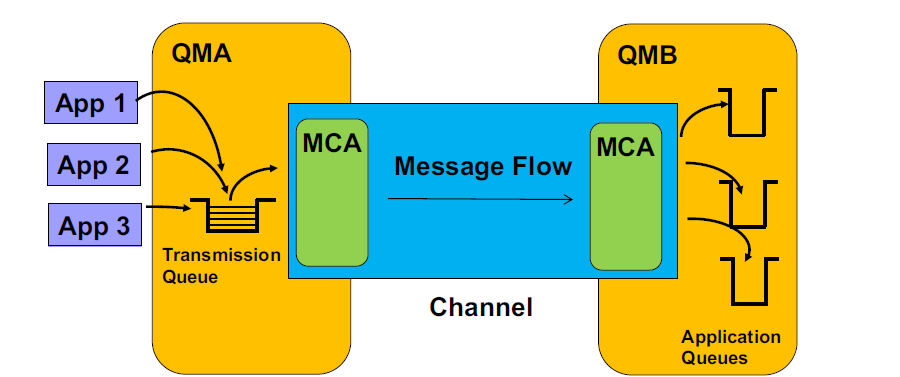 QMA
QMB
App 1
App 2
App 3
MCA
Message Flow
MCA
Transmission
Queue
Channel
Application
Queues